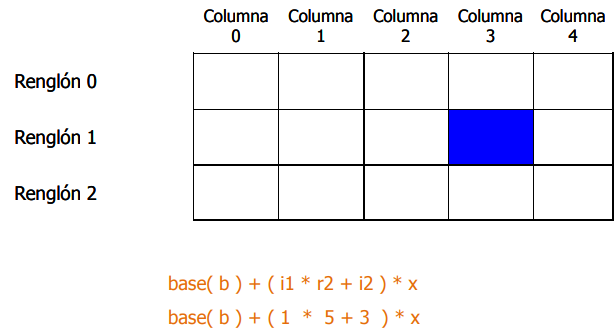 Columna Columna Columna Columna Columna
0 1 2 3 4
Renglón 0
Renglón 1
Renglón 2
base( b ) + ( i1 * r2 + i2 ) * x
base( b ) + ( 1 * 5 + 3 ) * x